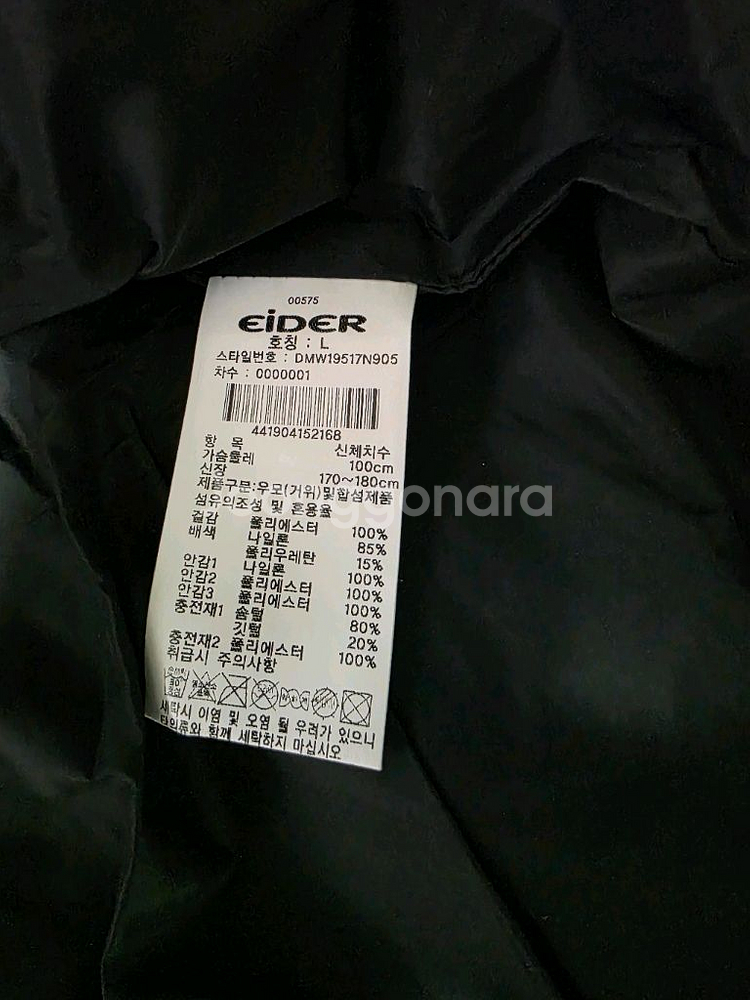 00575
EiDER
호칭 : L
스타일번호 : DMW19517N905
차수 : 0000001
441904152168
항 목 신체치수
가슴둘레 100cm
신장 170~180cm
제품구분:우모(거위)및합성제품
섬유의조성 및 혼용율
겉감 폴리에스터 100%
배색 나일론 85%
폴리우레탄 15%
안감1 나일론 100%
안감2 폴리에스터 100%
안감3 폴리에스터 100%
충전재1 솜털 80%
깃털 20%
충전재2 폴리에스터 100%
취급시 주의사항
세탁시 이염 및 오염 될 우려가 있으니
타의류와 함께 세탁하지 마십시오
ggonara